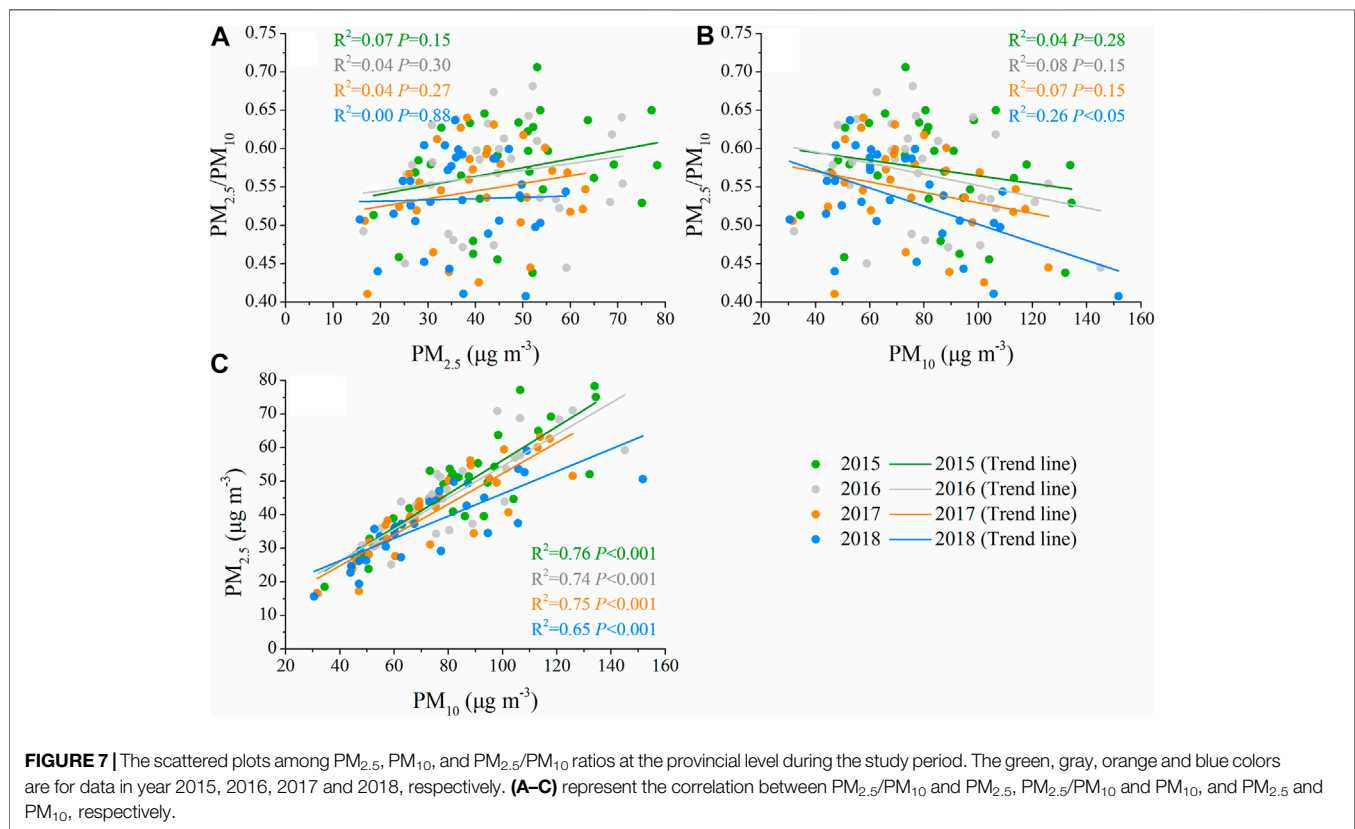 A
R²=0.07 P=0.15
R²=0.04 P=0.30
R²=0.04 P=0.27
R²=0.00 P=0.88
0.75
0.70
0.65
0.60
0.55
0.50
0.45
0.40
PM₂.₅/PM₁₀
0 10 20 30 40 50 60 70 80
PM₂.₅ (μg m⁻³)
B
R²=0.04 P=0.28
R²=0.08 P=0.15
R²=0.07 P=0.15
R²=0.26 P<0.05
0.75
0.70
0.65
0.60
0.55
0.50
0.45
0.40
PM₂.₅/PM₁₀
20 40 60 80 100 120 140 160
PM₁₀ (μg m⁻³)
C
80
70
60
50
40
30
20
10
0
PM₂.₅ (μg m⁻³)
R²=0.76 P<0.001
R²=0.74 P<0.001
R²=0.75 P<0.001
R²=0.65 P<0.001
20 40 60 80 100 120 140 160
PM₁₀ (μg m⁻³)
2015 2015 (Trend line)
2016 2016 (Trend line)
2017 2017 (Trend line)
2018 2018 (Trend line)
FIGURE 7 | The scattered plots among PM₂.₅, PM₁₀, and PM₂.₅/PM₁₀ ratios at the provincial level during the study period. The green, gray, orange and blue colors
are for data in year 2015, 2016, 2017 and 2018, respectively. (A–C) represent the correlation between PM₂.₅/PM₁₀ and PM₂.₅, PM₂.₅/PM₁₀ and PM₁₀, and PM₂.₅ and
PM₁₀, respectively.